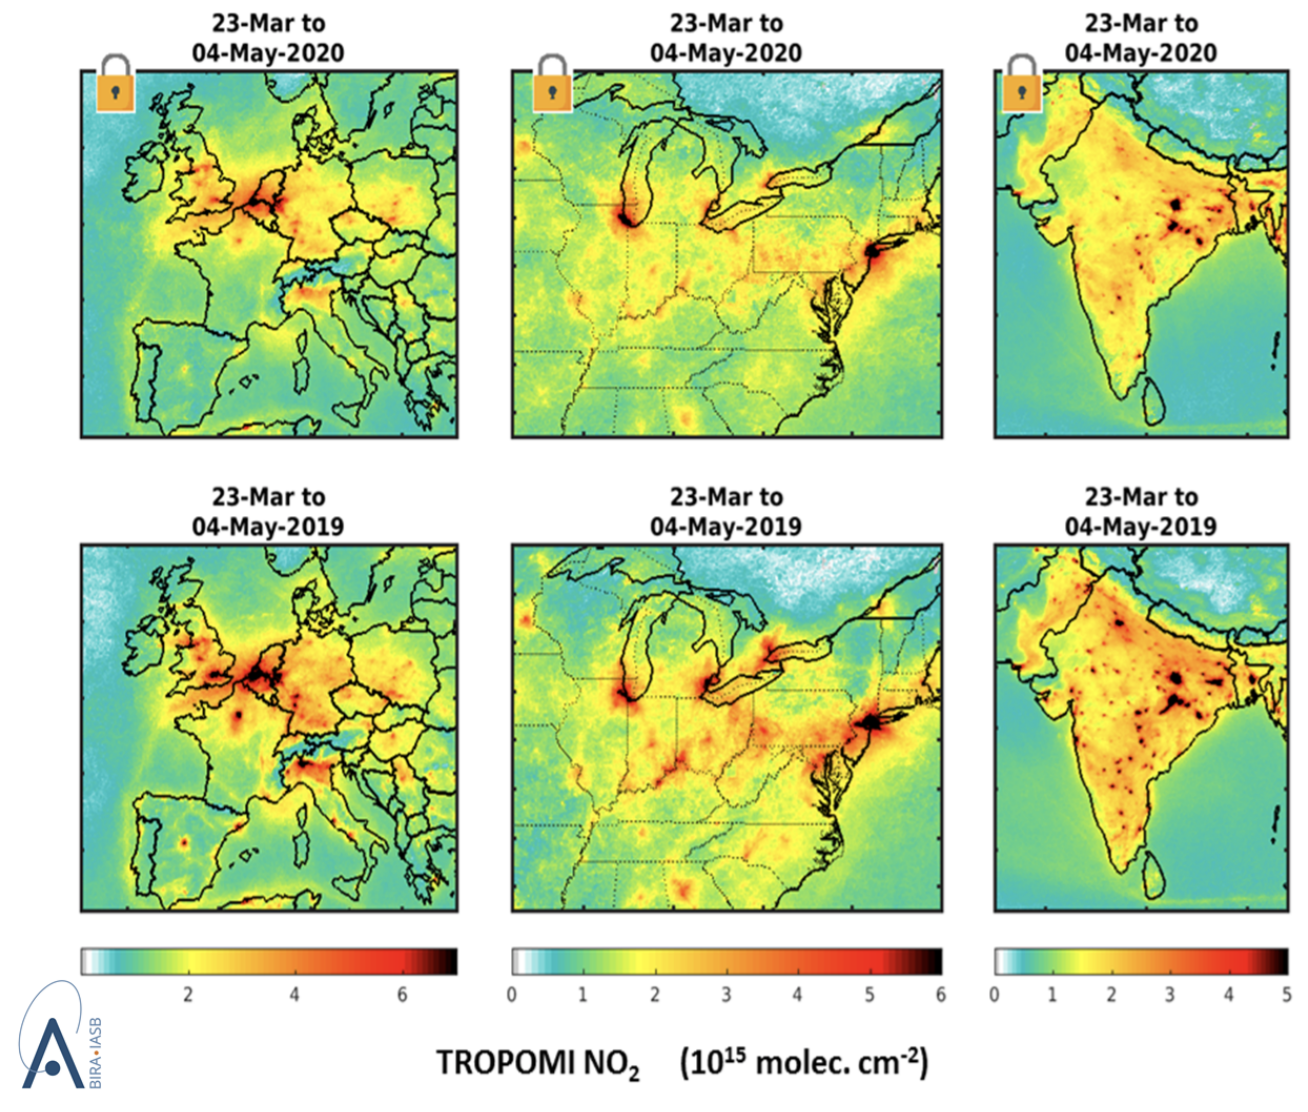 23-Mar to
04-May-2020
23-Mar to
04-May-2020
23-Mar to
04-May-2020
23-Mar to
04-May-2019
23-Mar to
04-May-2019
23-Mar to
04-May-2019
2 4 6
0 1 2 3 4 5 6
0 1 2 3 4 5
TROPOMI NO₂ (10¹⁵ molec. cm⁻²)
BIRA•IASB